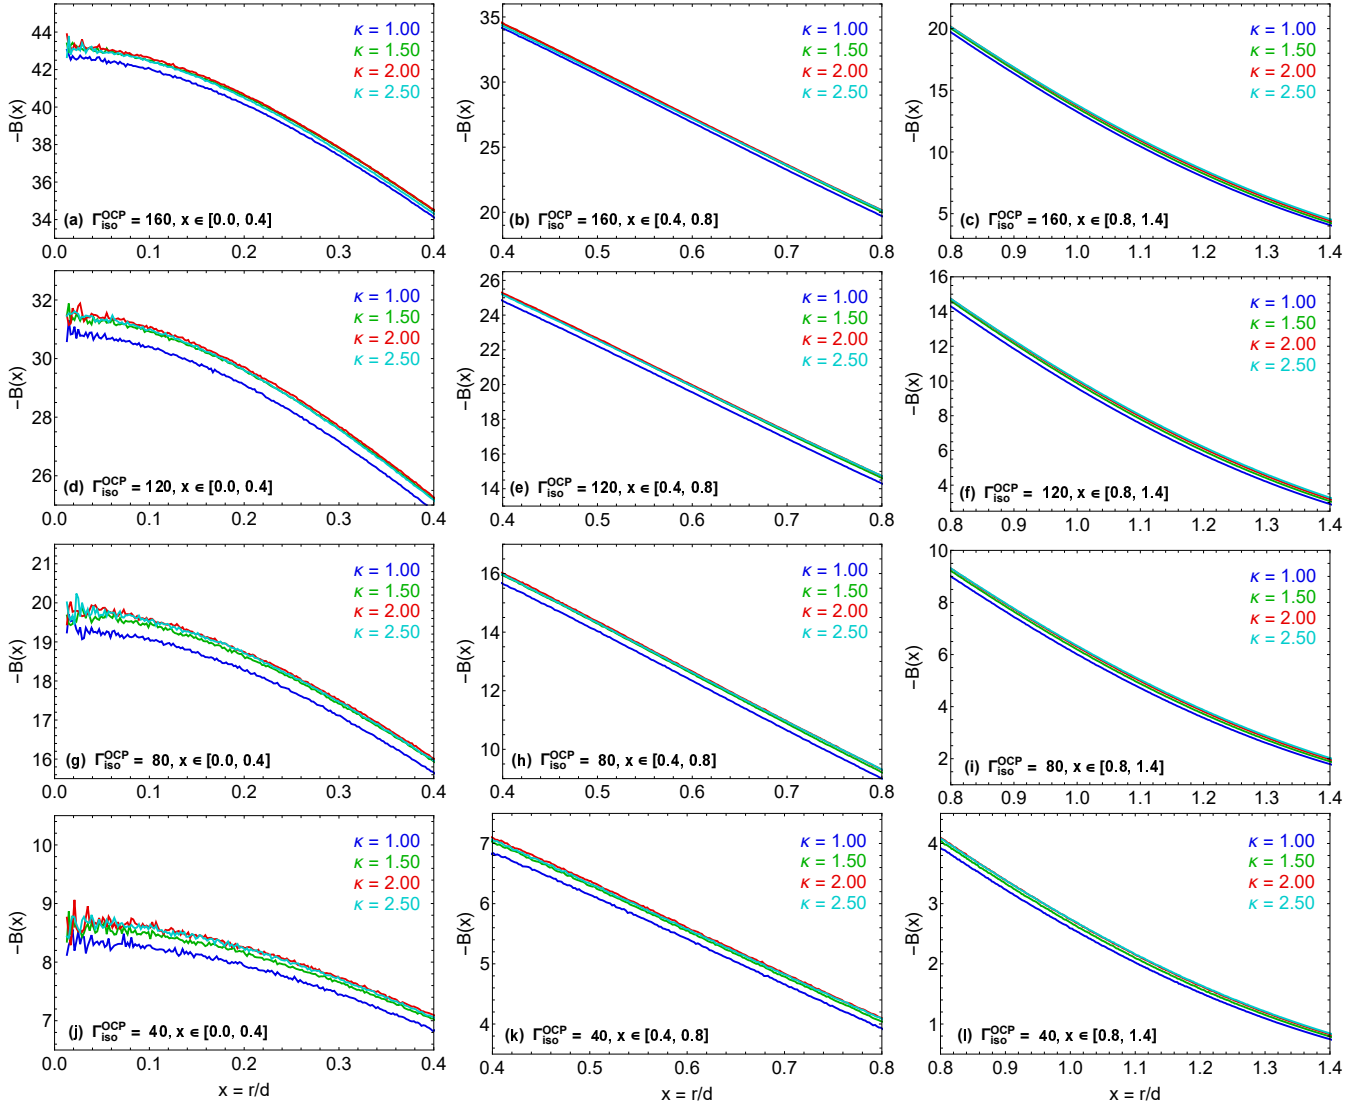 44
42
40
38
36
34
−B(x)
κ = 1.00
κ = 1.50
κ = 2.00
κ = 2.50
(a) Γ_iso^OCP = 160, x ∈ [0.0, 0.4]
0.0 0.1 0.2 0.3 0.4
35
30
25
20
−B(x)
κ = 1.00
κ = 1.50
κ = 2.00
κ = 2.50
(b) Γ_iso^OCP = 160, x ∈ [0.4, 0.8]
0.4 0.5 0.6 0.7 0.8
20
15
10
5
−B(x)
κ = 1.00
κ = 1.50
κ = 2.00
κ = 2.50
(c) Γ_iso^OCP = 160, x ∈ [0.8, 1.4]
0.8 0.9 1.0 1.1 1.2 1.3 1.4
32
30
28
26
−B(x)
κ = 1.00
κ = 1.50
κ = 2.00
κ = 2.50
(d) Γ_iso^OCP = 120, x ∈ [0.0, 0.4]
0.0 0.1 0.2 0.3 0.4
26
24
22
20
18
16
14
−B(x)
κ = 1.00
κ = 1.50
κ = 2.00
κ = 2.50
(e) Γ_iso^OCP = 120, x ∈ [0.4, 0.8]
0.4 0.5 0.6 0.7 0.8
16
14
12
10
8
6
4
−B(x)
κ = 1.00
κ = 1.50
κ = 2.00
κ = 2.50
(f) Γ_iso^OCP = 120, x ∈ [0.8, 1.4]
0.8 0.9 1.0 1.1 1.2 1.3 1.4
21
20
19
18
17
16
−B(x)
κ = 1.00
κ = 1.50
κ = 2.00
κ = 2.50
(g) Γ_iso^OCP = 80, x ∈ [0.0, 0.4]
0.0 0.1 0.2 0.3 0.4
16
14
12
10
−B(x)
κ = 1.00
κ = 1.50
κ = 2.00
κ = 2.50
(h) Γ_iso^OCP = 80, x ∈ [0.4, 0.8]
0.4 0.5 0.6 0.7 0.8
10
8
6
4
2
−B(x)
κ = 1.00
κ = 1.50
κ = 2.00
κ = 2.50
(i) Γ_iso^OCP = 80, x ∈ [0.8, 1.4]
0.8 0.9 1.0 1.1 1.2 1.3 1.4
10
9
8
7
−B(x)
κ = 1.00
κ = 1.50
κ = 2.00
κ = 2.50
(j) Γ_iso^OCP = 40, x ∈ [0.0, 0.4]
0.0 0.1 0.2 0.3 0.4
x = r/d
7
6
5
4
−B(x)
κ = 1.00
κ = 1.50
κ = 2.00
κ = 2.50
(k) Γ_iso^OCP = 40, x ∈ [0.4, 0.8]
0.4 0.5 0.6 0.7 0.8
x = r/d
4
3
2
1
−B(x)
κ = 1.00
κ = 1.50
κ = 2.00
κ = 2.50
(l) Γ_iso^OCP = 40, x ∈ [0.8, 1.4]
0.8 0.9 1.0 1.1 1.2 1.3 1.4
x = r/d